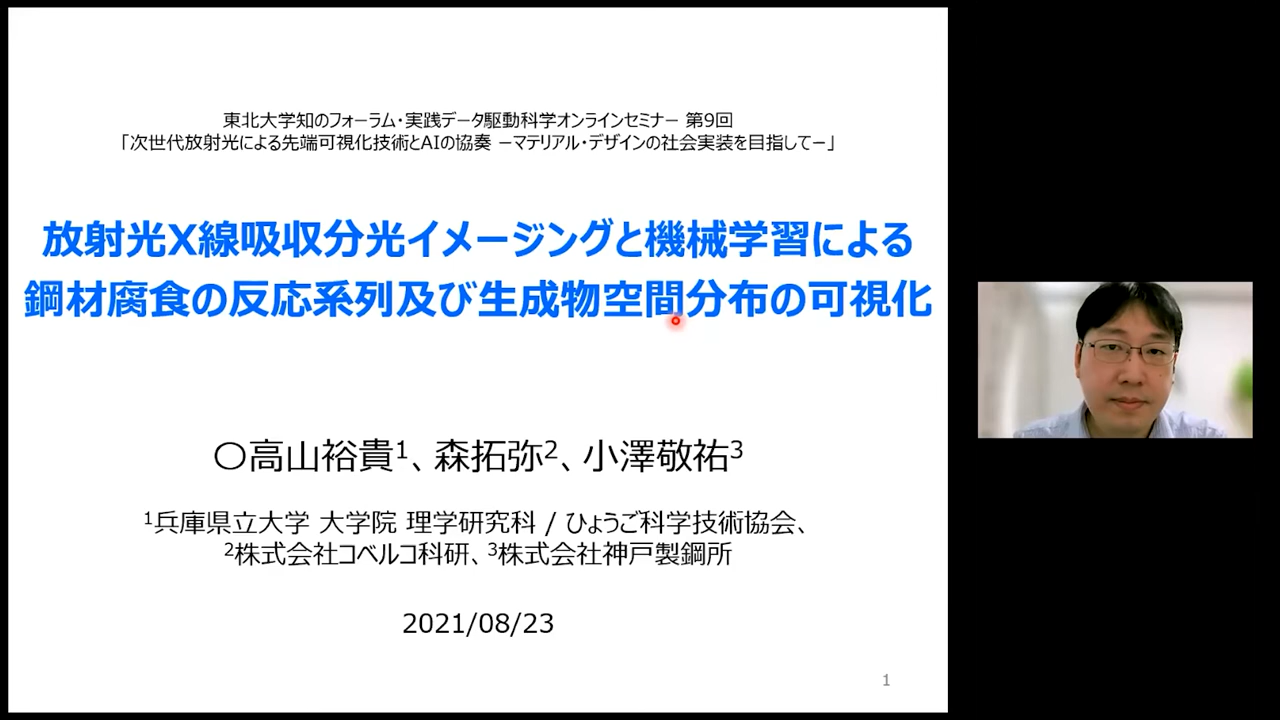 東北大学知のフォーラム・実践データ駆動科学オンラインセミナー 第9回
「次世代放射光による先端可視化技術とAIの協奏 −マテリアル・デザインの社会実装を目指して−」
放射光X線吸収分光イメージングと機械学習による
鋼材腐食の反応系列及び生成物空間分布の可視化
〇高山裕貴1、森拓弥2、小澤敬祐3
1兵庫県立大学 大学院 理学研究科 / ひょうご科学技術協会、
2株式会社コベルコ科研、3株式会社神戸製鋼所
2021/08/23
1